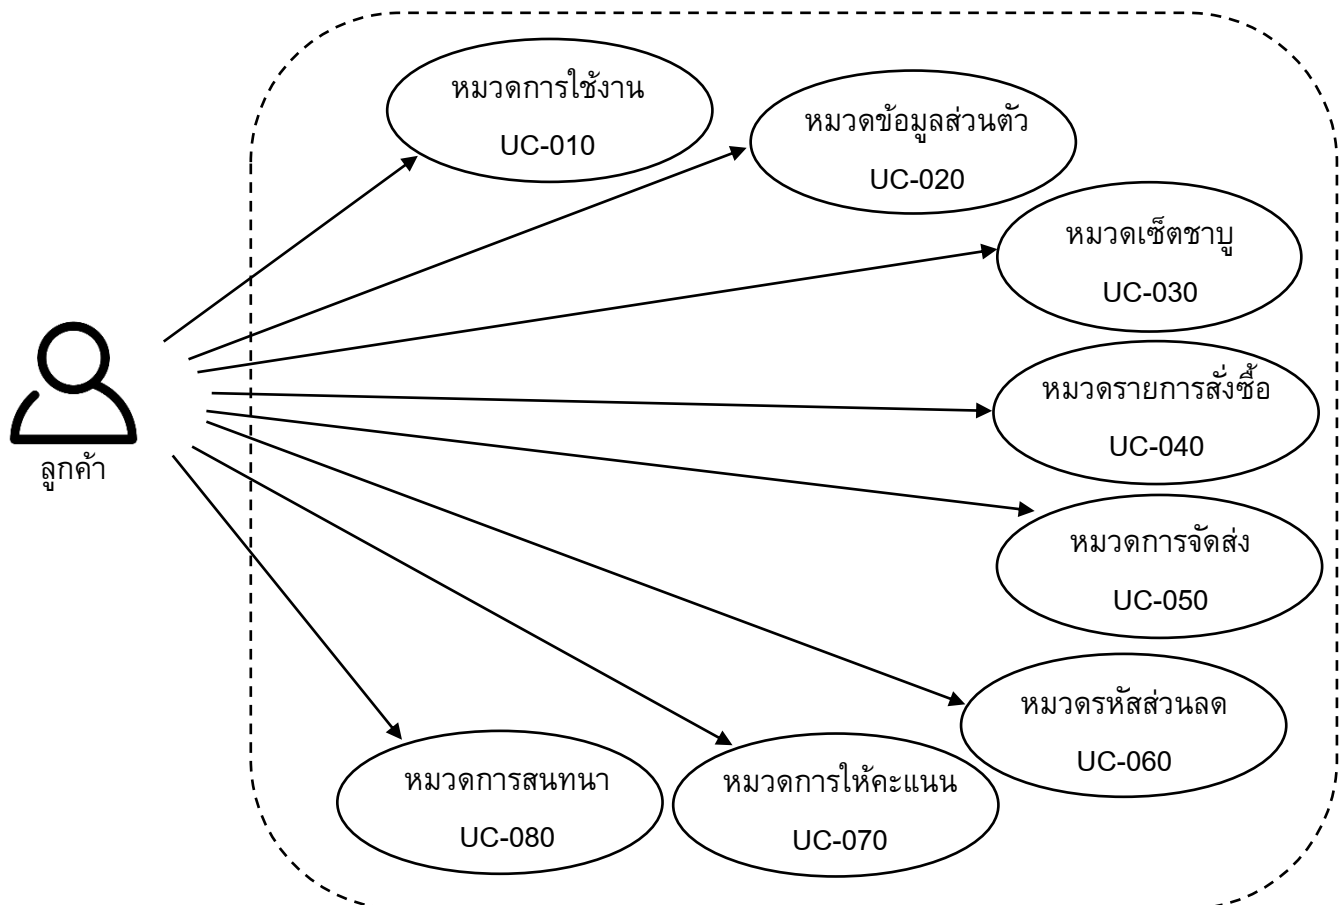 หมวดการใช้งาน
UC-010
หมวดข้อมูลส่วนตัว
UC-020
หมวดเซ็ตชาบู
UC-030
หมวดรายการสั่งซื้อ
UC-040
ลูกค้า
หมวดการจัดส่ง
UC-050
หมวดรหัสส่วนลด
UC-060
หมวดการให้คะแนน
UC-070
หมวดการสนทนา
UC-080